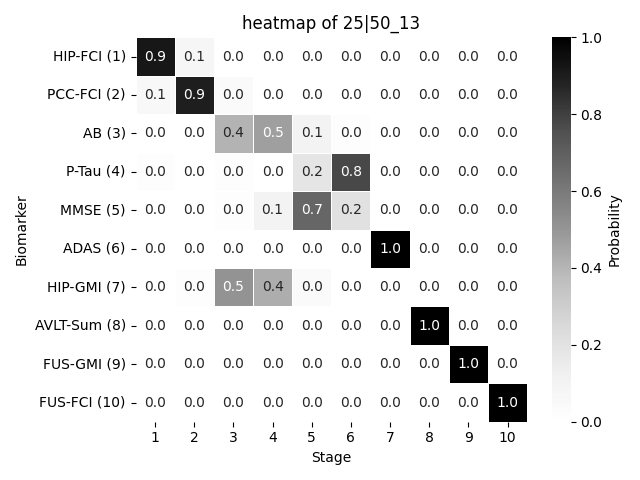 heatmap of 25|50_13
HIP-FCI (1) 0.9 0.1 0.0 0.0 0.0 0.0 0.0 0.0 0.0 0.0
PCC-FCI (2) 0.1 0.9 0.0 0.0 0.0 0.0 0.0 0.0 0.0 0.0
AB (3) 0.0 0.0 0.4 0.5 0.1 0.0 0.0 0.0 0.0 0.0
P-Tau (4) 0.0 0.0 0.0 0.0 0.2 0.8 0.0 0.0 0.0 0.0
MMSE (5) 0.0 0.0 0.0 0.1 0.7 0.2 0.0 0.0 0.0 0.0
ADAS (6) 0.0 0.0 0.0 0.0 0.0 0.0 1.0 0.0 0.0 0.0
HIP-GMI (7) 0.0 0.0 0.5 0.4 0.0 0.0 0.0 0.0 0.0 0.0
AVLT-Sum (8) 0.0 0.0 0.0 0.0 0.0 0.0 0.0 1.0 0.0 0.0
FUS-GMI (9) 0.0 0.0 0.0 0.0 0.0 0.0 0.0 0.0 1.0 0.0
FUS-FCI (10) 0.0 0.0 0.0 0.0 0.0 0.0 0.0 0.0 0.0 1.0
1 2 3 4 5 6 7 8 9 10
Stage
Biomarker
1.0
0.8
0.6
0.4
0.2
0.0
Probability